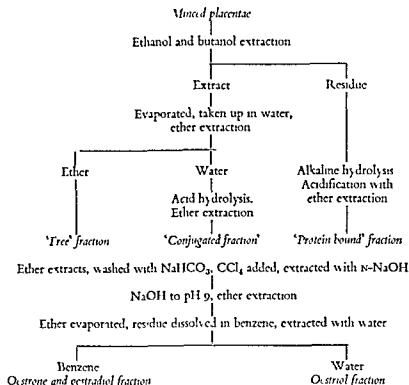 Minced placentae
Ethanol and butanol extraction
Extract Residue
Evaporated, taken up in water,
ether extraction
Ether Water Alkaline hydrolysis
Acidification with
Acid hydrolysis. ether extraction
Ether extraction
'Free' fraction 'Conjugated fraction' 'Protein bound' fraction
Ether extracts, washed with NaHCO₃, CCl₄ added, extracted with N-NaOH
NaOH to pH 9, ether extraction
Ether evaporated, residue dissolved in benzene, extracted with water
Benzene Water
Oestrone and oestradiol fraction Oestriol fraction